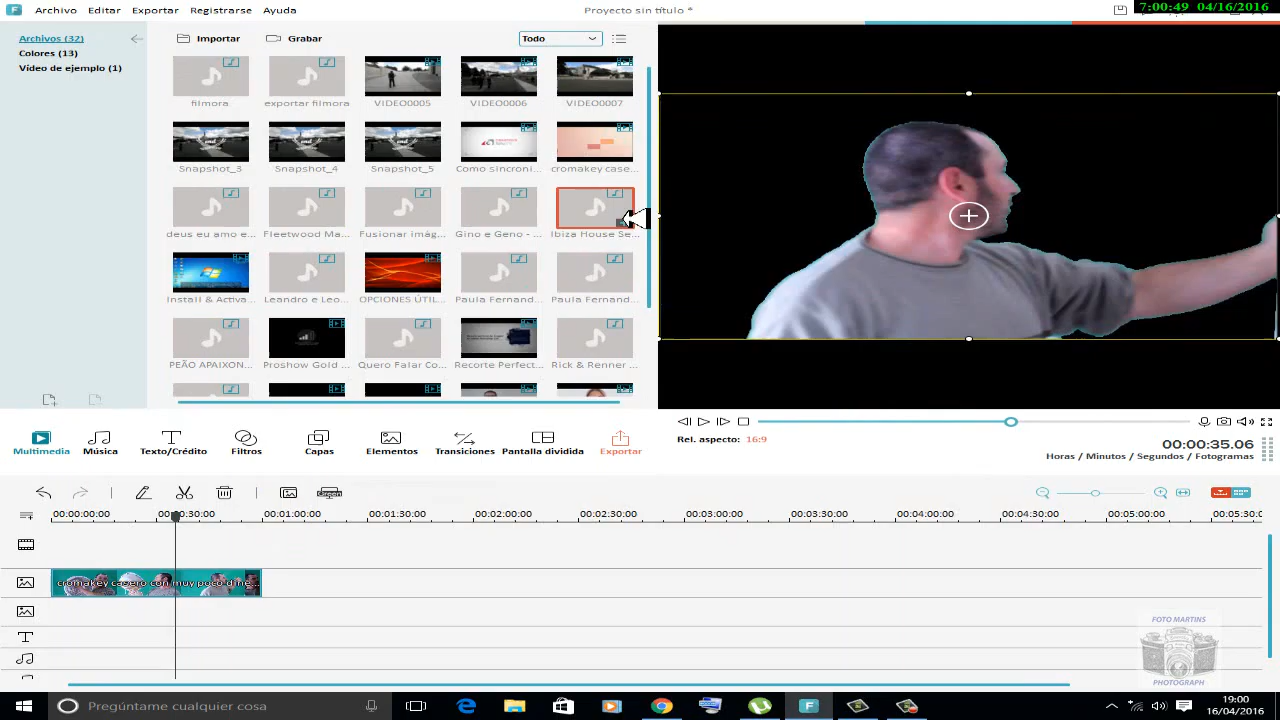 Archivo Editar Exportar Registrarse Ayuda
Proyecto sin título *
7:00:49 04/16/2016
Archivos (32)
Colores (13)
Vídeo de ejemplo (1)
Importar Grabar Todo
filmora exportar filmora VIDEO0005 VIDEO0006 VIDEO0007
Snapshot_3 Snapshot_4 Snapshot_5 Como sincroni... cromakey case...
deus eu amo e... Fleetwood Ma... Fusionar imág... Gino e Geno - ... Ibiza House Se...
Install & Activa... Leandro e Leo... OPCIONES ÚTIL... Paula Fernand... Paula Fernand...
PEÃO APAIXON... Proshow Gold ... Quero Falar Co... Recorte Perfect... Rick & Renner ...
Multimedia Música Texto/Crédito Filtros Capas Elementos Transiciones Pantalla dividida Exportar
Rel. aspecto: 16:9
00:00:35.06
Horas / Minutos / Segundos / Fotogramas
00:00:00:00 00:00:30:00 00:01:00:00 00:01:30:00 00:02:00:00 00:02:30:00 00:03:00:00 00:03:30:00 00:04:00:00 00:04:30:00 00:05:00:00 00:05:30:0
cromakey casero con muy poco dine...
FOTO MARTINS
PHOTOGRAPH
Pregúntame cualquier cosa
19:00
16/04/2016